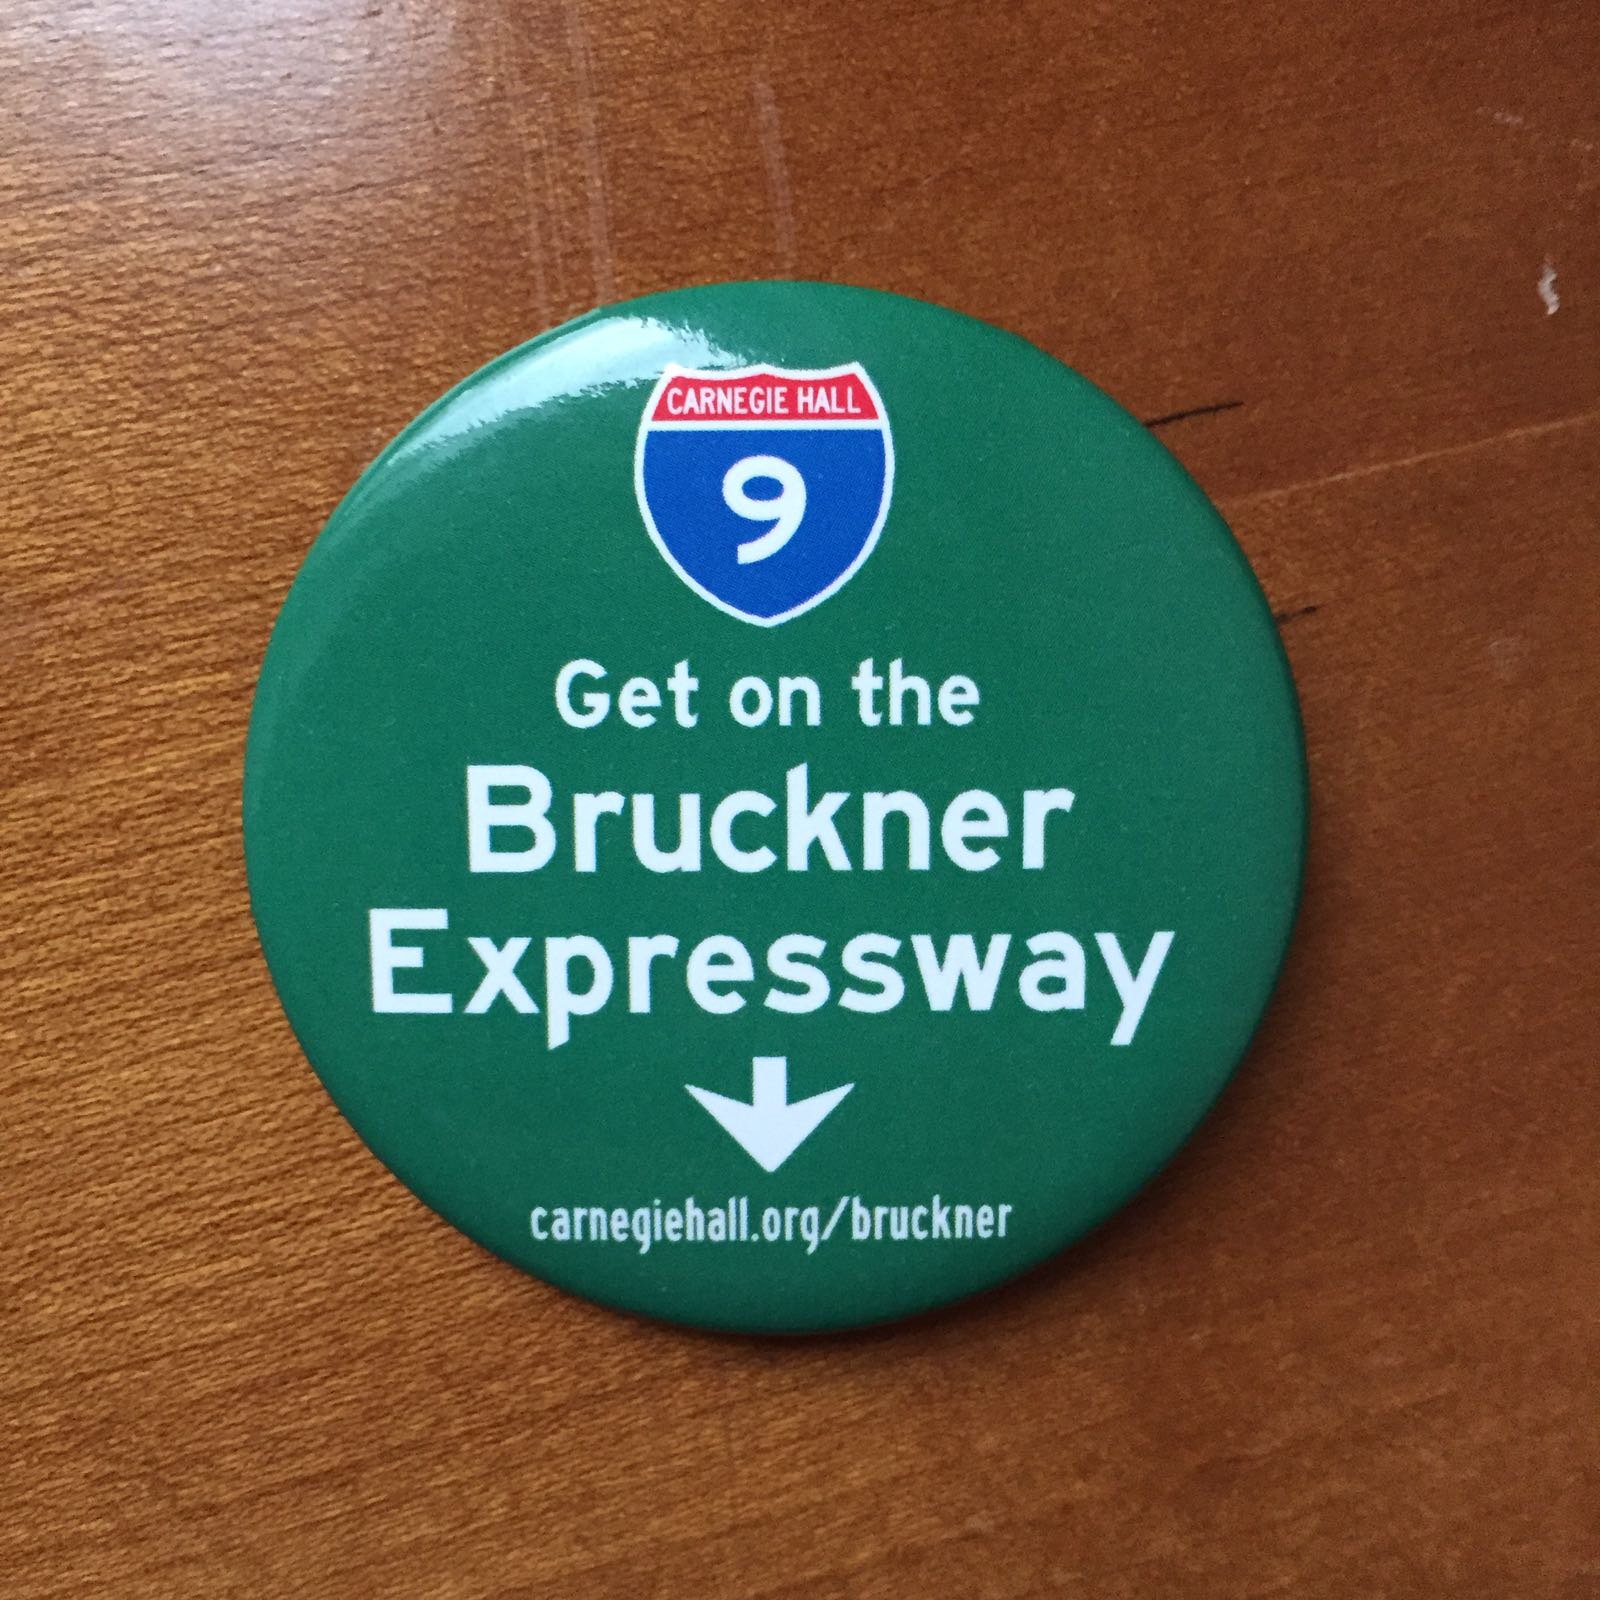 CARNEGIE HALL
9
Get on the
Bruckner
Expressway
carnegiehall.org/bruckner